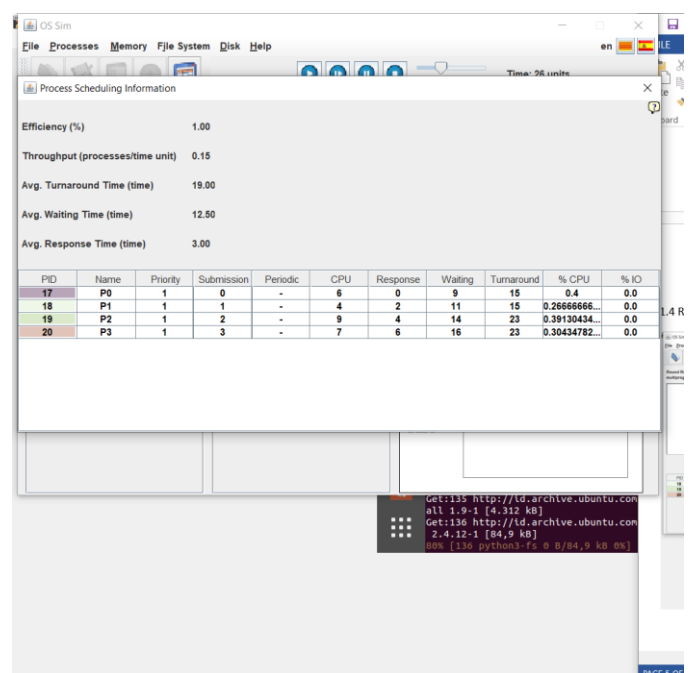 OS Sim
File Processes Memory File System Disk Help en
Time: 26 units
Process Scheduling Information
Efficiency (%) 1.00
Throughput (processes/time unit) 0.15
Avg. Turnaround Time (time) 19.00
Avg. Waiting Time (time) 12.50
Avg. Response Time (time) 3.00
PID Name Priority Submission Periodic CPU Response Waiting Turnaround % CPU % IO
17 P0 1 0 - 6 0 9 15 0.4 0.0
18 P1 1 1 - 4 2 11 15 0.26666666... 0.0
19 P2 1 2 - 9 4 14 23 0.39130434... 0.0
20 P3 1 3 - 7 6 16 23 0.30434782... 0.0
Get:135 http://id.archive.ubuntu.com
all 1.9-1 [4.312 kB]
Get:136 http://id.archive.ubuntu.com
2.4.12-1 [84,9 kB]
80% [136 python3-fs 0 B/84,9 kB 0%]
ILE
te
oard
1.4 R